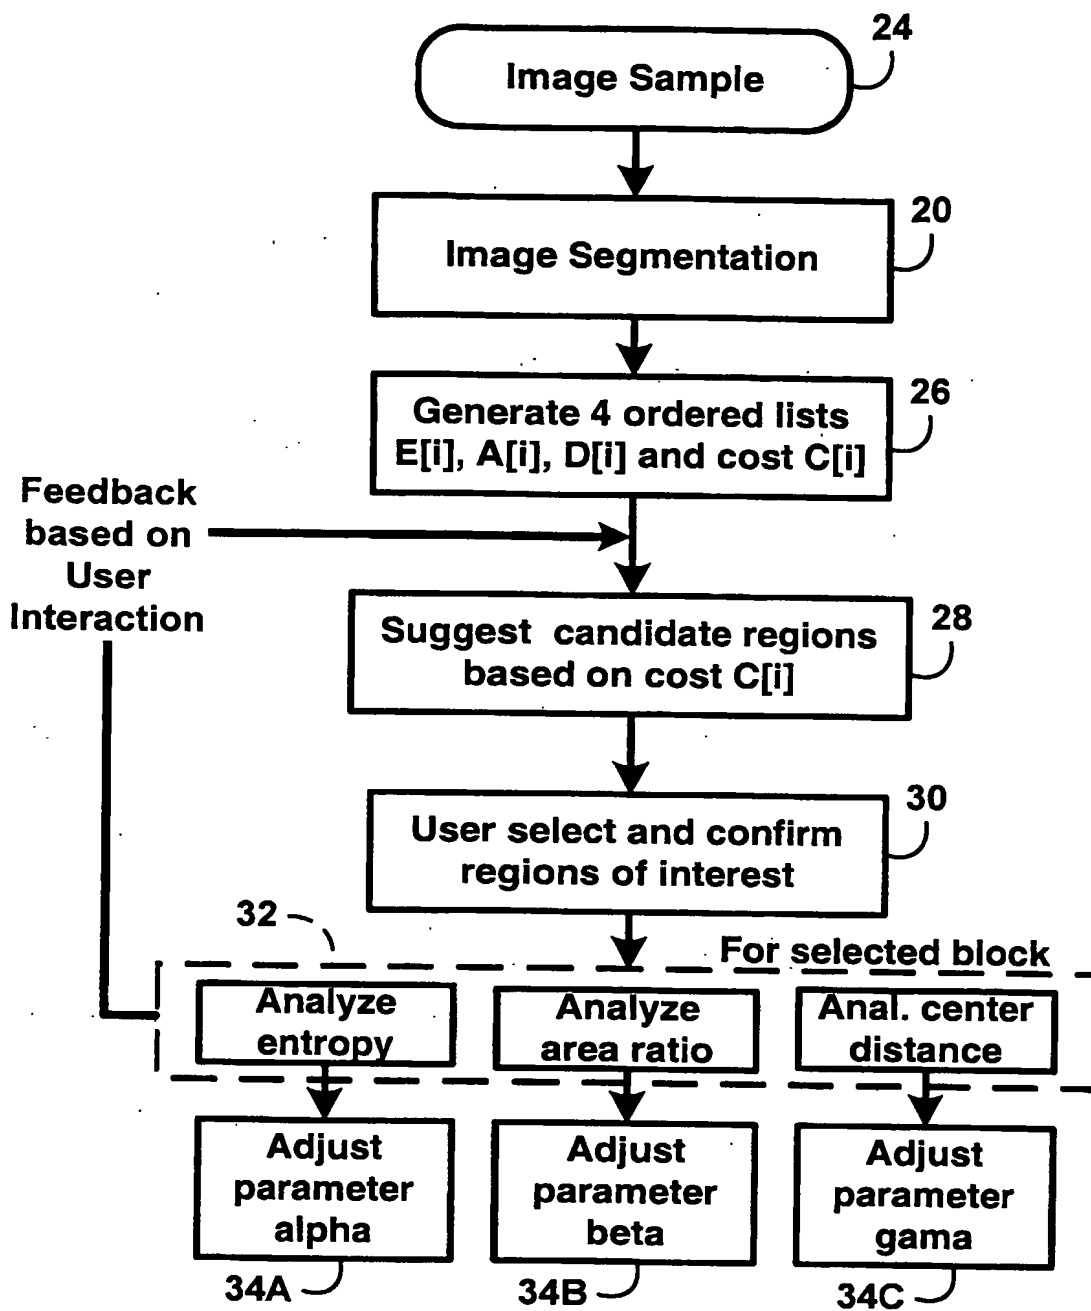 24
Image Sample
20
Image Segmentation
26
Generate 4 ordered lists
E[i], A[i], D[i] and cost C[i]
Feedback
based on
User
Interaction
28
Suggest candidate regions
based on cost C[i]
30
User select and confirm
regions of interest
32
For selected block
Analyze
entropy
Analyze
area ratio
Anal. center
distance
Adjust
parameter
alpha
Adjust
parameter
beta
Adjust
parameter
gama
34A
34B
34C